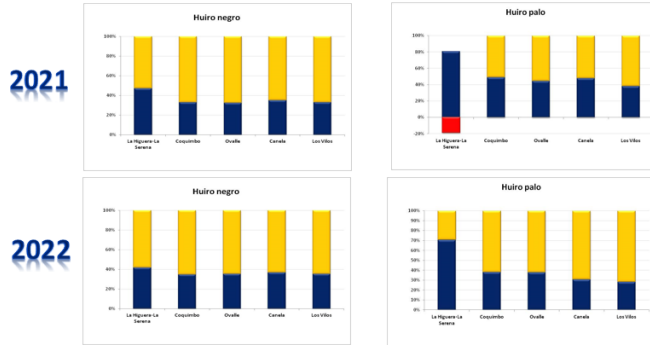 2021
Huiro negro
100%
80%
60%
40%
20%
0%
La Higuera-La Serena
Coquimbo
Ovalle
Canela
Los Vilos
Huiro palo
100%
80%
60%
40%
20%
0%
-20%
La Higuera-La Serena
Coquimbo
Ovalle
Canela
Los Vilos
2022
Huiro negro
100%
80%
60%
40%
20%
0%
La Higuera-La Serena
Coquimbo
Ovalle
Canela
Los Vilos
Huiro palo
100%
90%
80%
70%
60%
50%
40%
30%
20%
10%
0%
La Higuera-La Serena
Coquimbo
Ovalle
Canela
Los Vilos